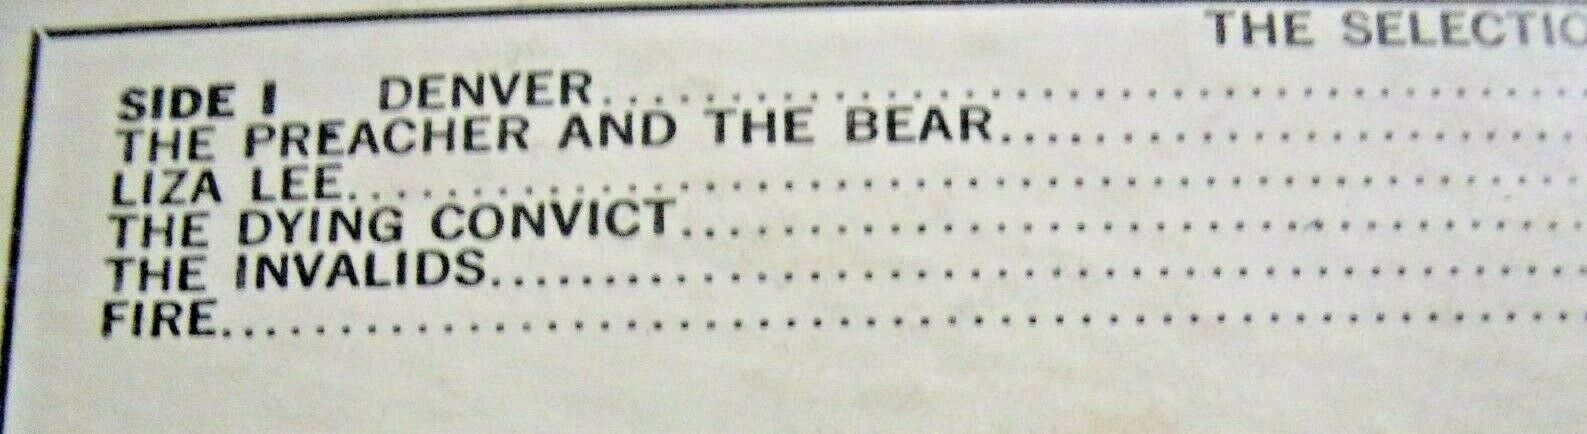 THE SELECTIO
SIDE I DENVER
THE PREACHER AND THE BEAR
LIZA LEE
THE DYING CONVICT
THE INVALIDS
FIRE